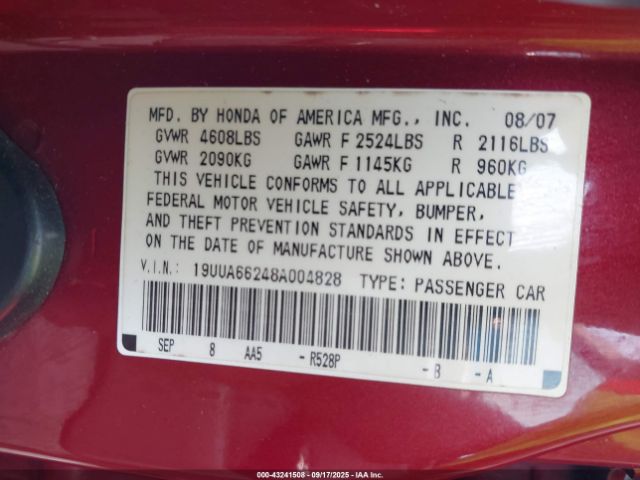 MFD. BY HONDA OF AMERICA MFG., INC. 08/07
GVWR 4608LBS GAWR F 2524LBS R 2116LBS
GVWR 2090KG GAWR F 1145KG R 960KG
THIS VEHICLE CONFORMS TO ALL APPLICABLE
FEDERAL MOTOR VEHICLE SAFETY, BUMPER,
AND THEFT PREVENTION STANDARDS IN EFFECT
ON THE DATE OF MANUFACTURE SHOWN ABOVE.
V.I.N.: 19UUA66248A004828 TYPE: PASSENGER CAR
SEP 8 AA5 -R528P -B -A
000-43241508 - 09/17/2025 - IAA Inc.